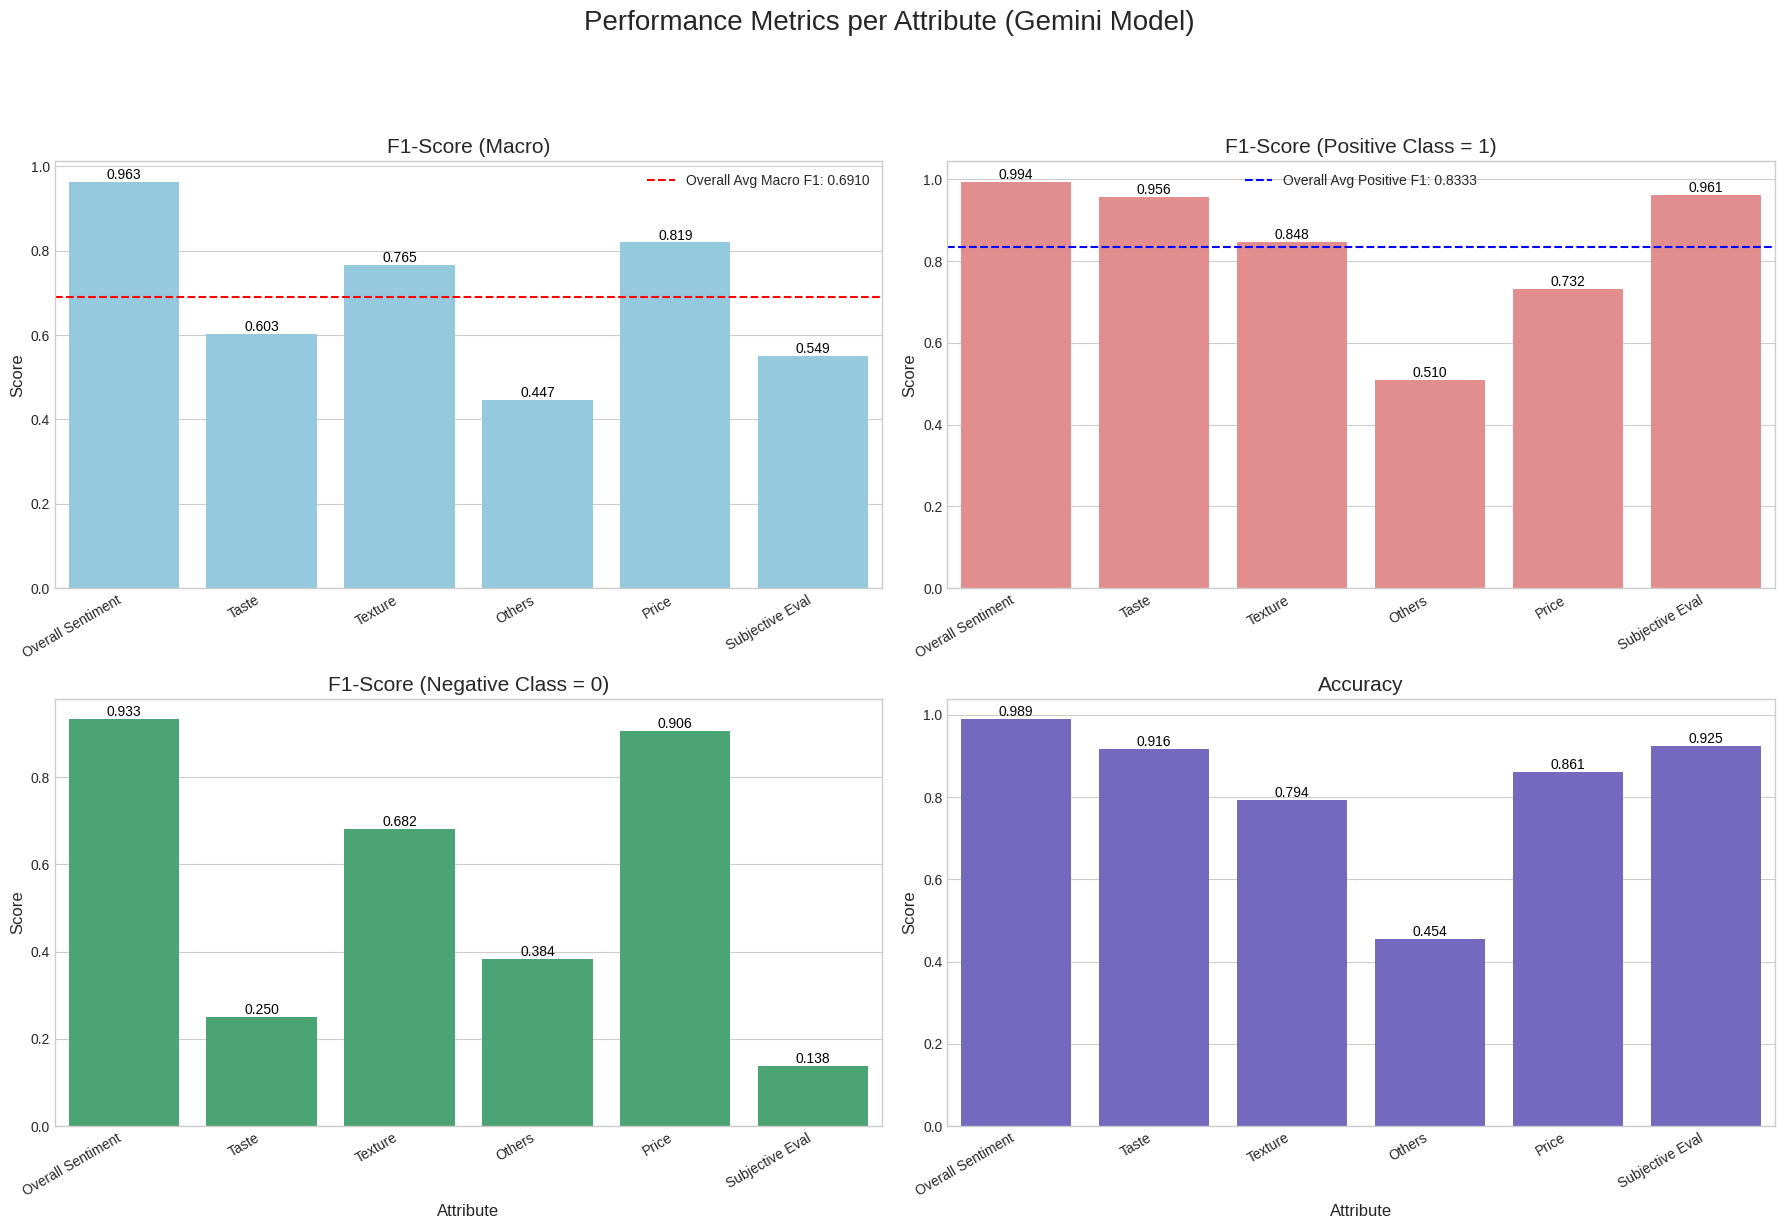 Performance Metrics per Attribute (Gemini Model)
F1-Score (Macro)
Score
1.0
0.8
0.6
0.4
0.2
0.0
0.963
0.603
0.765
0.447
0.819
0.549
Overall Avg Macro F1: 0.6910
Overall Sentiment
Taste
Texture
Others
Price
Subjective Eval
F1-Score (Positive Class = 1)
Score
1.0
0.8
0.6
0.4
0.2
0.0
0.994
0.956
0.848
0.510
0.732
0.961
Overall Avg Positive F1: 0.8333
Overall Sentiment
Taste
Texture
Others
Price
Subjective Eval
F1-Score (Negative Class = 0)
Score
0.8
0.6
0.4
0.2
0.0
0.933
0.250
0.682
0.384
0.906
0.138
Overall Sentiment
Taste
Texture
Others
Price
Subjective Eval
Attribute
Accuracy
Score
1.0
0.8
0.6
0.4
0.2
0.0
0.989
0.916
0.794
0.454
0.861
0.925
Overall Sentiment
Taste
Texture
Others
Price
Subjective Eval
Attribute